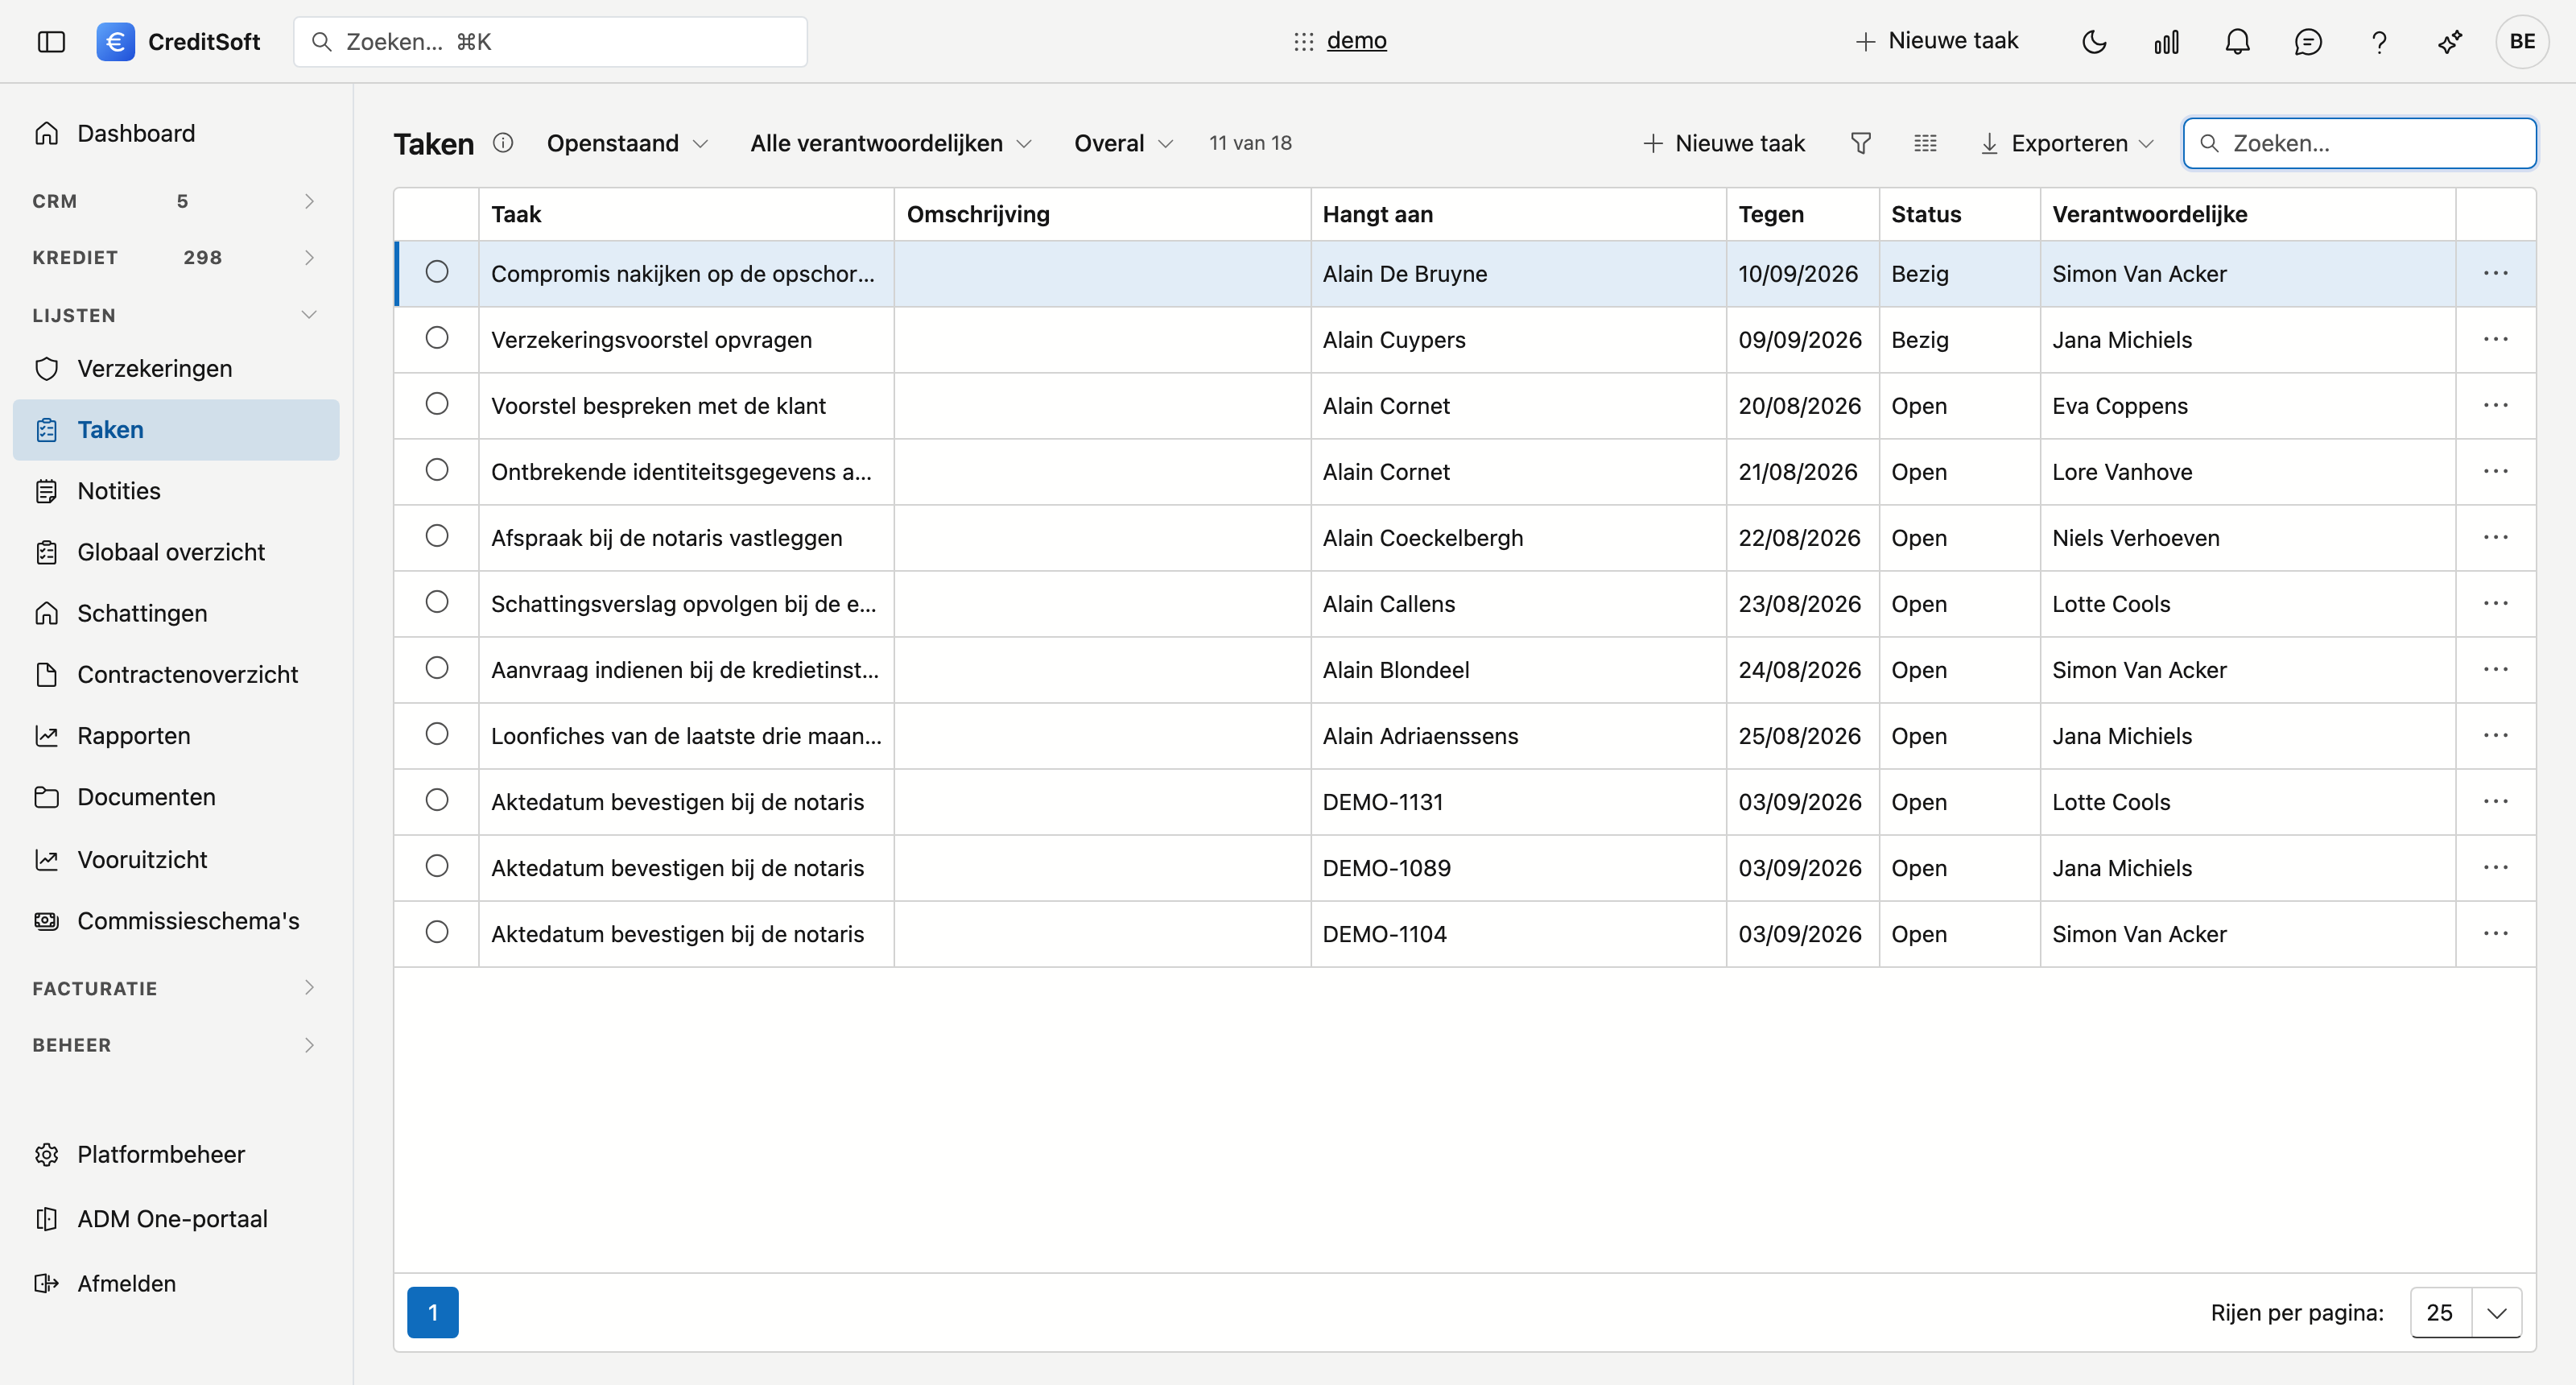 CreditSoft
Zoeken... ⌘K
demo
Nieuwe taak
BE
Dashboard
CRM 5
KREDIET 298
LIJSTEN
Verzekeringen
Taken
Notities
Globaal overzicht
Schattingen
Contractenoverzicht
Rapporten
Documenten
Vooruitzicht
Commissieschema's
FACTURATIE
BEHEER
Platformbeheer
ADM One-portaal
Afmelden
Taken Openstaand Alle verantwoordelijken Overal 11 van 18 Nieuwe taak Exporteren Zoeken...
Taak Omschrijving Hangt aan Tegen Status Verantwoordelijke
Compromis nakijken op de opschor... Alain De Bruyne 10/09/2026 Bezig Simon Van Acker
Verzekeringsvoorstel opvragen Alain Cuypers 09/09/2026 Bezig Jana Michiels
Voorstel bespreken met de klant Alain Cornet 20/08/2026 Open Eva Coppens
Ontbrekende identiteitsgegevens a... Alain Cornet 21/08/2026 Open Lore Vanhove
Afspraak bij de notaris vastleggen Alain Coeckelbergh 22/08/2026 Open Niels Verhoeven
Schattingsverslag opvolgen bij de e... Alain Callens 23/08/2026 Open Lotte Cools
Aanvraag indienen bij de kredietinst... Alain Blondeel 24/08/2026 Open Simon Van Acker
Loonfiches van de laatste drie maan... Alain Adriaenssens 25/08/2026 Open Jana Michiels
Aktedatum bevestigen bij de notaris DEMO-1131 03/09/2026 Open Lotte Cools
Aktedatum bevestigen bij de notaris DEMO-1089 03/09/2026 Open Jana Michiels
Aktedatum bevestigen bij de notaris DEMO-1104 03/09/2026 Open Simon Van Acker
1
Rijen per pagina: 25